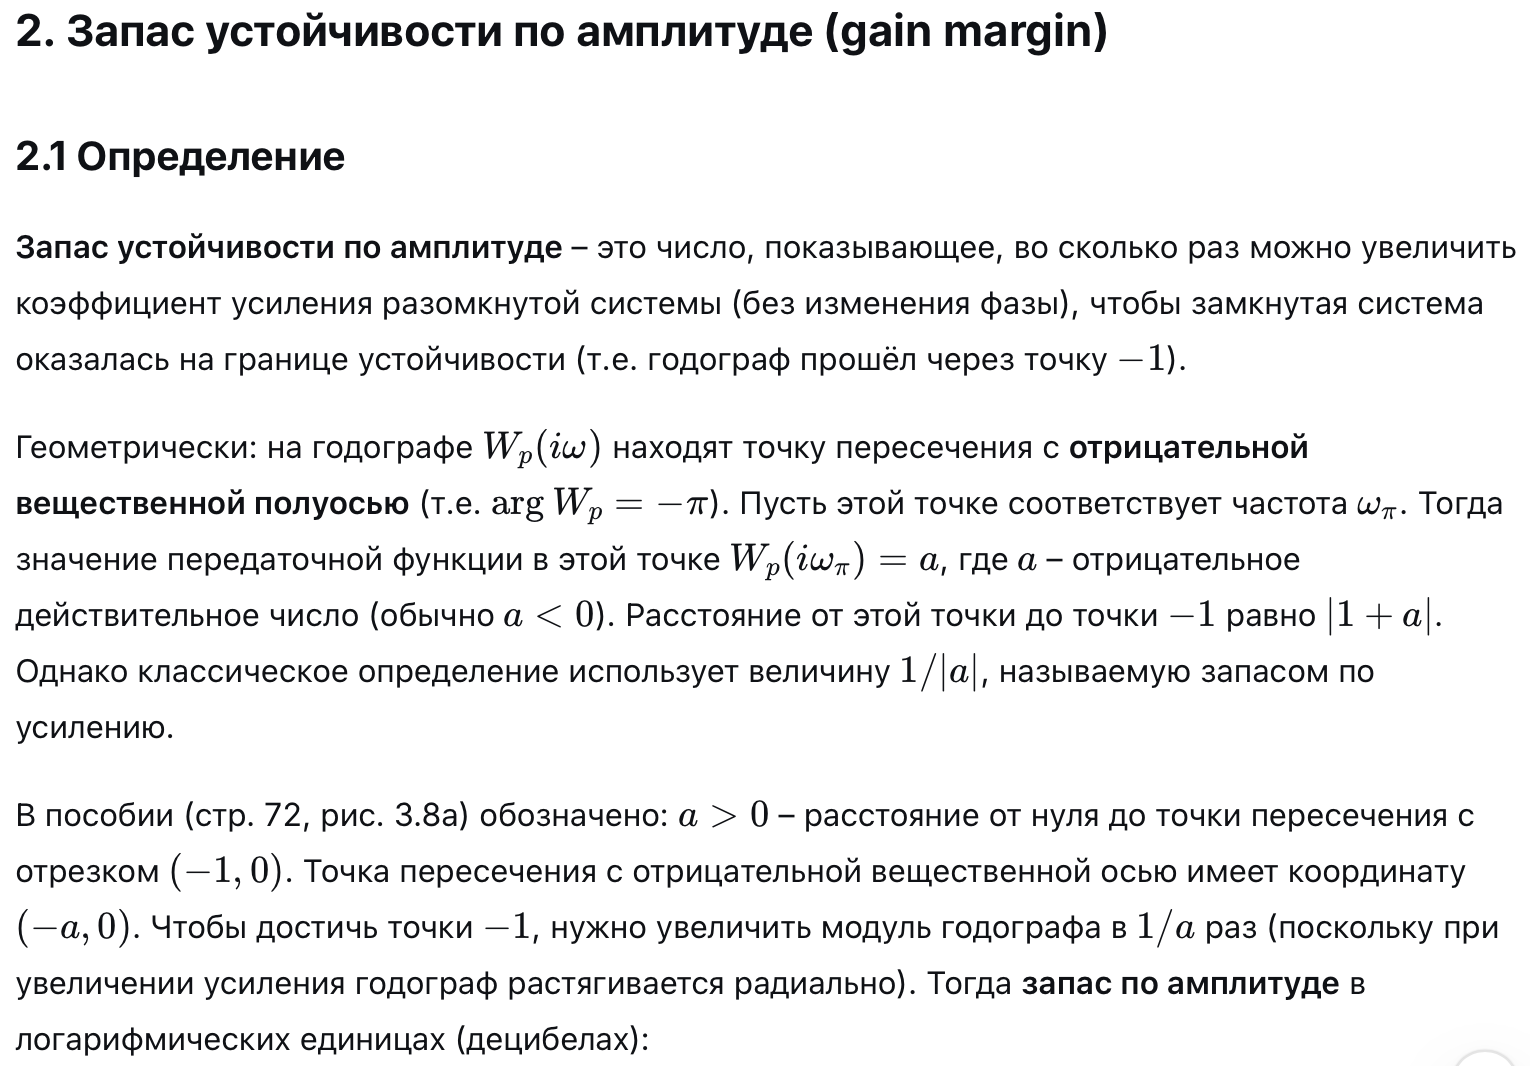 2. Запас устойчивости по амплитуде (gain margin)
2.1 Определение
Запас устойчивости по амплитуде – это число, показывающее, во сколько раз можно увеличить
коэффициент усиления разомкнутой системы (без изменения фазы), чтобы замкнутая система
оказалась на границе устойчивости (т.е. годограф прошёл через точку −1).
Геометрически: на годографе W_p(iω) находят точку пересечения с отрицательной
вещественной полуосью (т.е. arg W_p = −π). Пусть этой точке соответствует частота ω_π. Тогда
значение передаточной функции в этой точке W_p(iω_π) = a, где a – отрицательное
действительное число (обычно a < 0). Расстояние от этой точки до точки −1 равно |1 + a|.
Однако классическое определение использует величину 1/|a|, называемую запасом по
усилению.
В пособии (стр. 72, рис. 3.8а) обозначено: a > 0 – расстояние от нуля до точки пересечения с
отрезком (−1, 0). Точка пересечения с отрицательной вещественной осью имеет координату
(−a, 0). Чтобы достичь точки −1, нужно увеличить модуль годографа в 1/a раз (поскольку при
увеличении усиления годограф растягивается радиально). Тогда запас по амплитуде в
логарифмических единицах (децибелах):